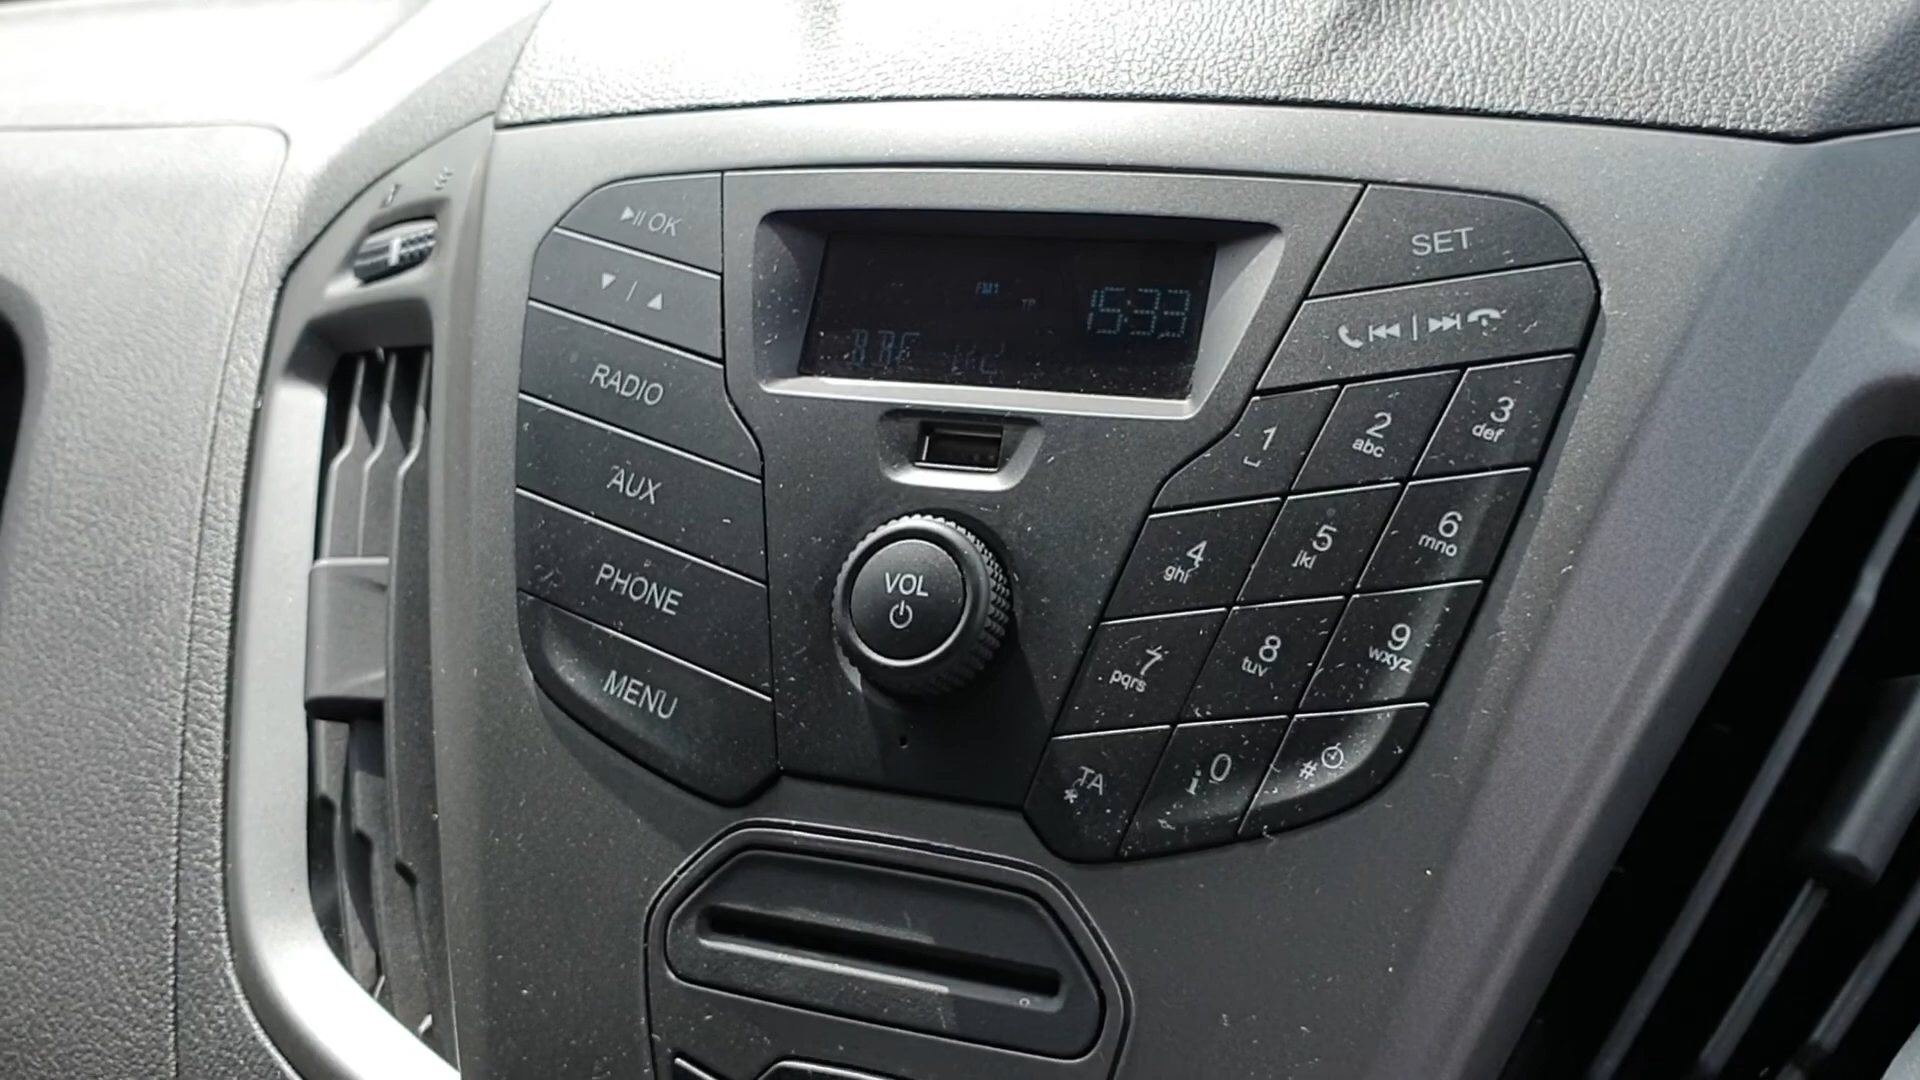 OK
SET
FM1
TP
15:33
RADIO
AUX
PHONE
MENU
VOL
1
2
abc
3
def
4
ghi
5
jkl
6
mno
7
pqrs
8
tuv
9
wxyz
TA
*
0
#